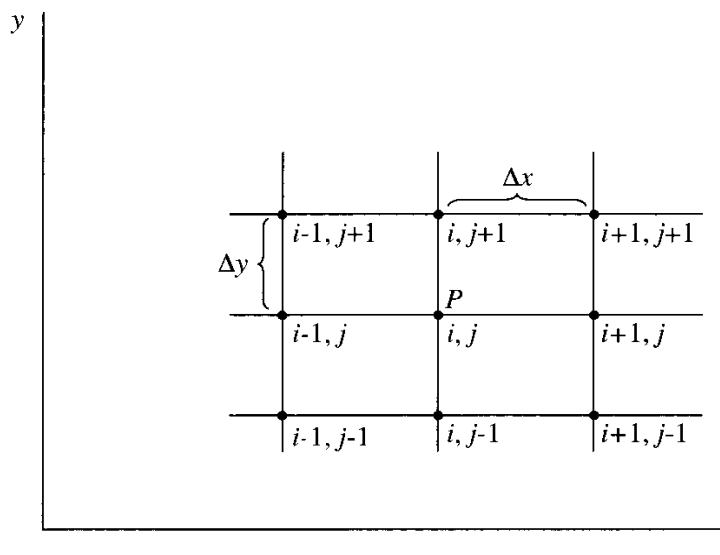 y
Δx
i-1, j+1 i, j+1 i+1, j+1
Δy
P
i-1, j i, j i+1, j
i-1, j-1 i, j-1 i+1, j-1